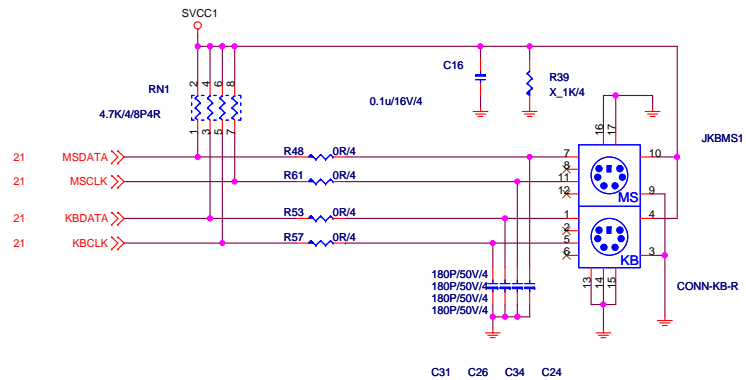 SVCC1
C16
R39
X_1K/4
RN1
2 4 6 8
4.7K/4/8P4R
0.1u/16V/4
1 3 5 7
16 17
JKBMS1
21 MSDATA R48 0R/4 7 10
8
21 MSCLK R61 0R/4 11
12 9
MS
21 KBDATA R53 0R/4 1 4
2
21 KBCLK R57 0R/4 5
6 3
KB
180P/50V/4
180P/50V/4
180P/50V/4
180P/50V/4
13 14 15
CONN-KB-R
C31 C26 C34 C24